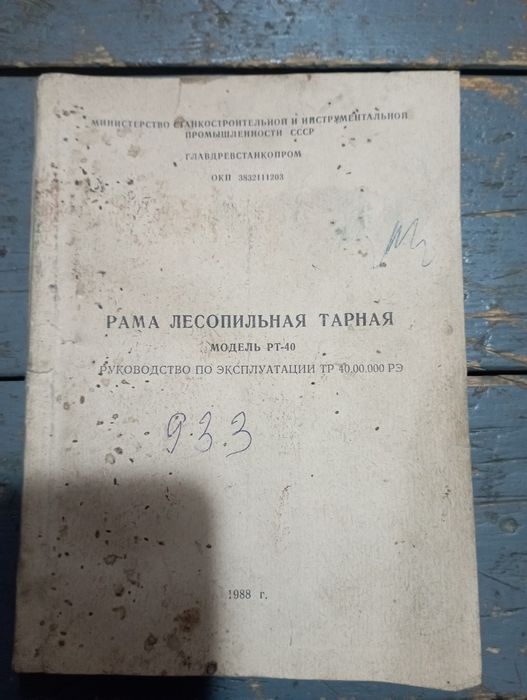 МИНИСТЕРСТВО СТАНКОСТРОИТЕЛЬНОЙ И ИНСТРУМЕНТАЛЬНОЙ
ПРОМЫШЛЕННОСТИ СССР
ГЛАВДРЕВСТАНКОПРОМ
ОКП 3832111203
РАМА ЛЕСОПИЛЬНАЯ ТАРНАЯ
МОДЕЛЬ РТ-40
РУКОВОДСТВО ПО ЭКСПЛУАТАЦИИ ТР 40.00.000 РЭ
933
1988 г.